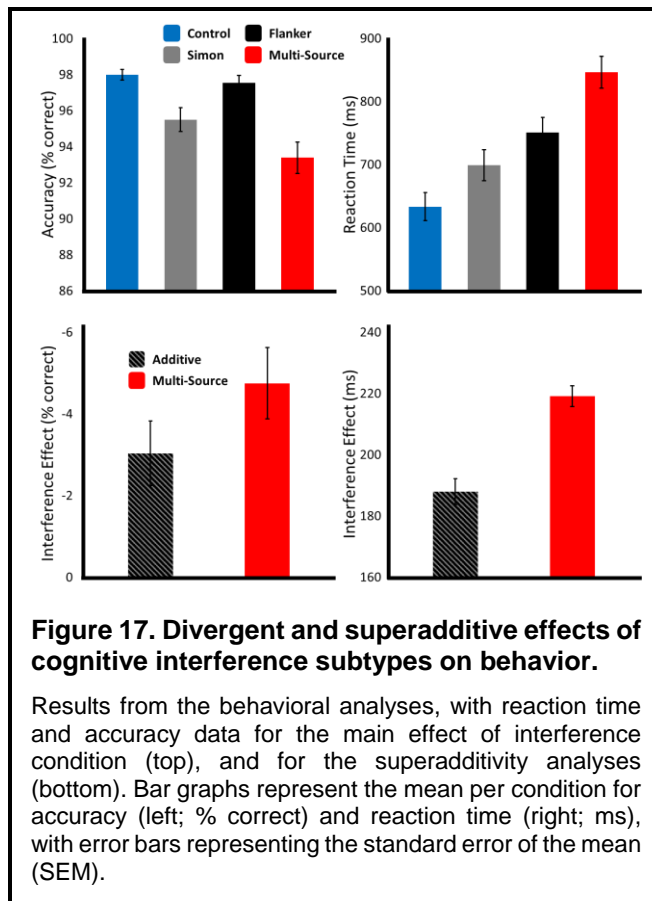 Control Flanker
Simon Multi-Source
Accuracy (% correct)
100
98
96
94
92
90
88
86
Reaction Time (ms)
900
800
700
600
500
Additive
Multi-Source
Interference Effect (% correct)
-6
-4
-2
0
Interference Effect (ms)
240
220
200
180
160
Figure 17. Divergent and superadditive effects of
cognitive interference subtypes on behavior.
Results from the behavioral analyses, with reaction time
and accuracy data for the main effect of interference
condition (top), and for the superadditivity analyses
(bottom). Bar graphs represent the mean per condition for
accuracy (left; % correct) and reaction time (right; ms),
with error bars representing the standard error of the mean
(SEM).